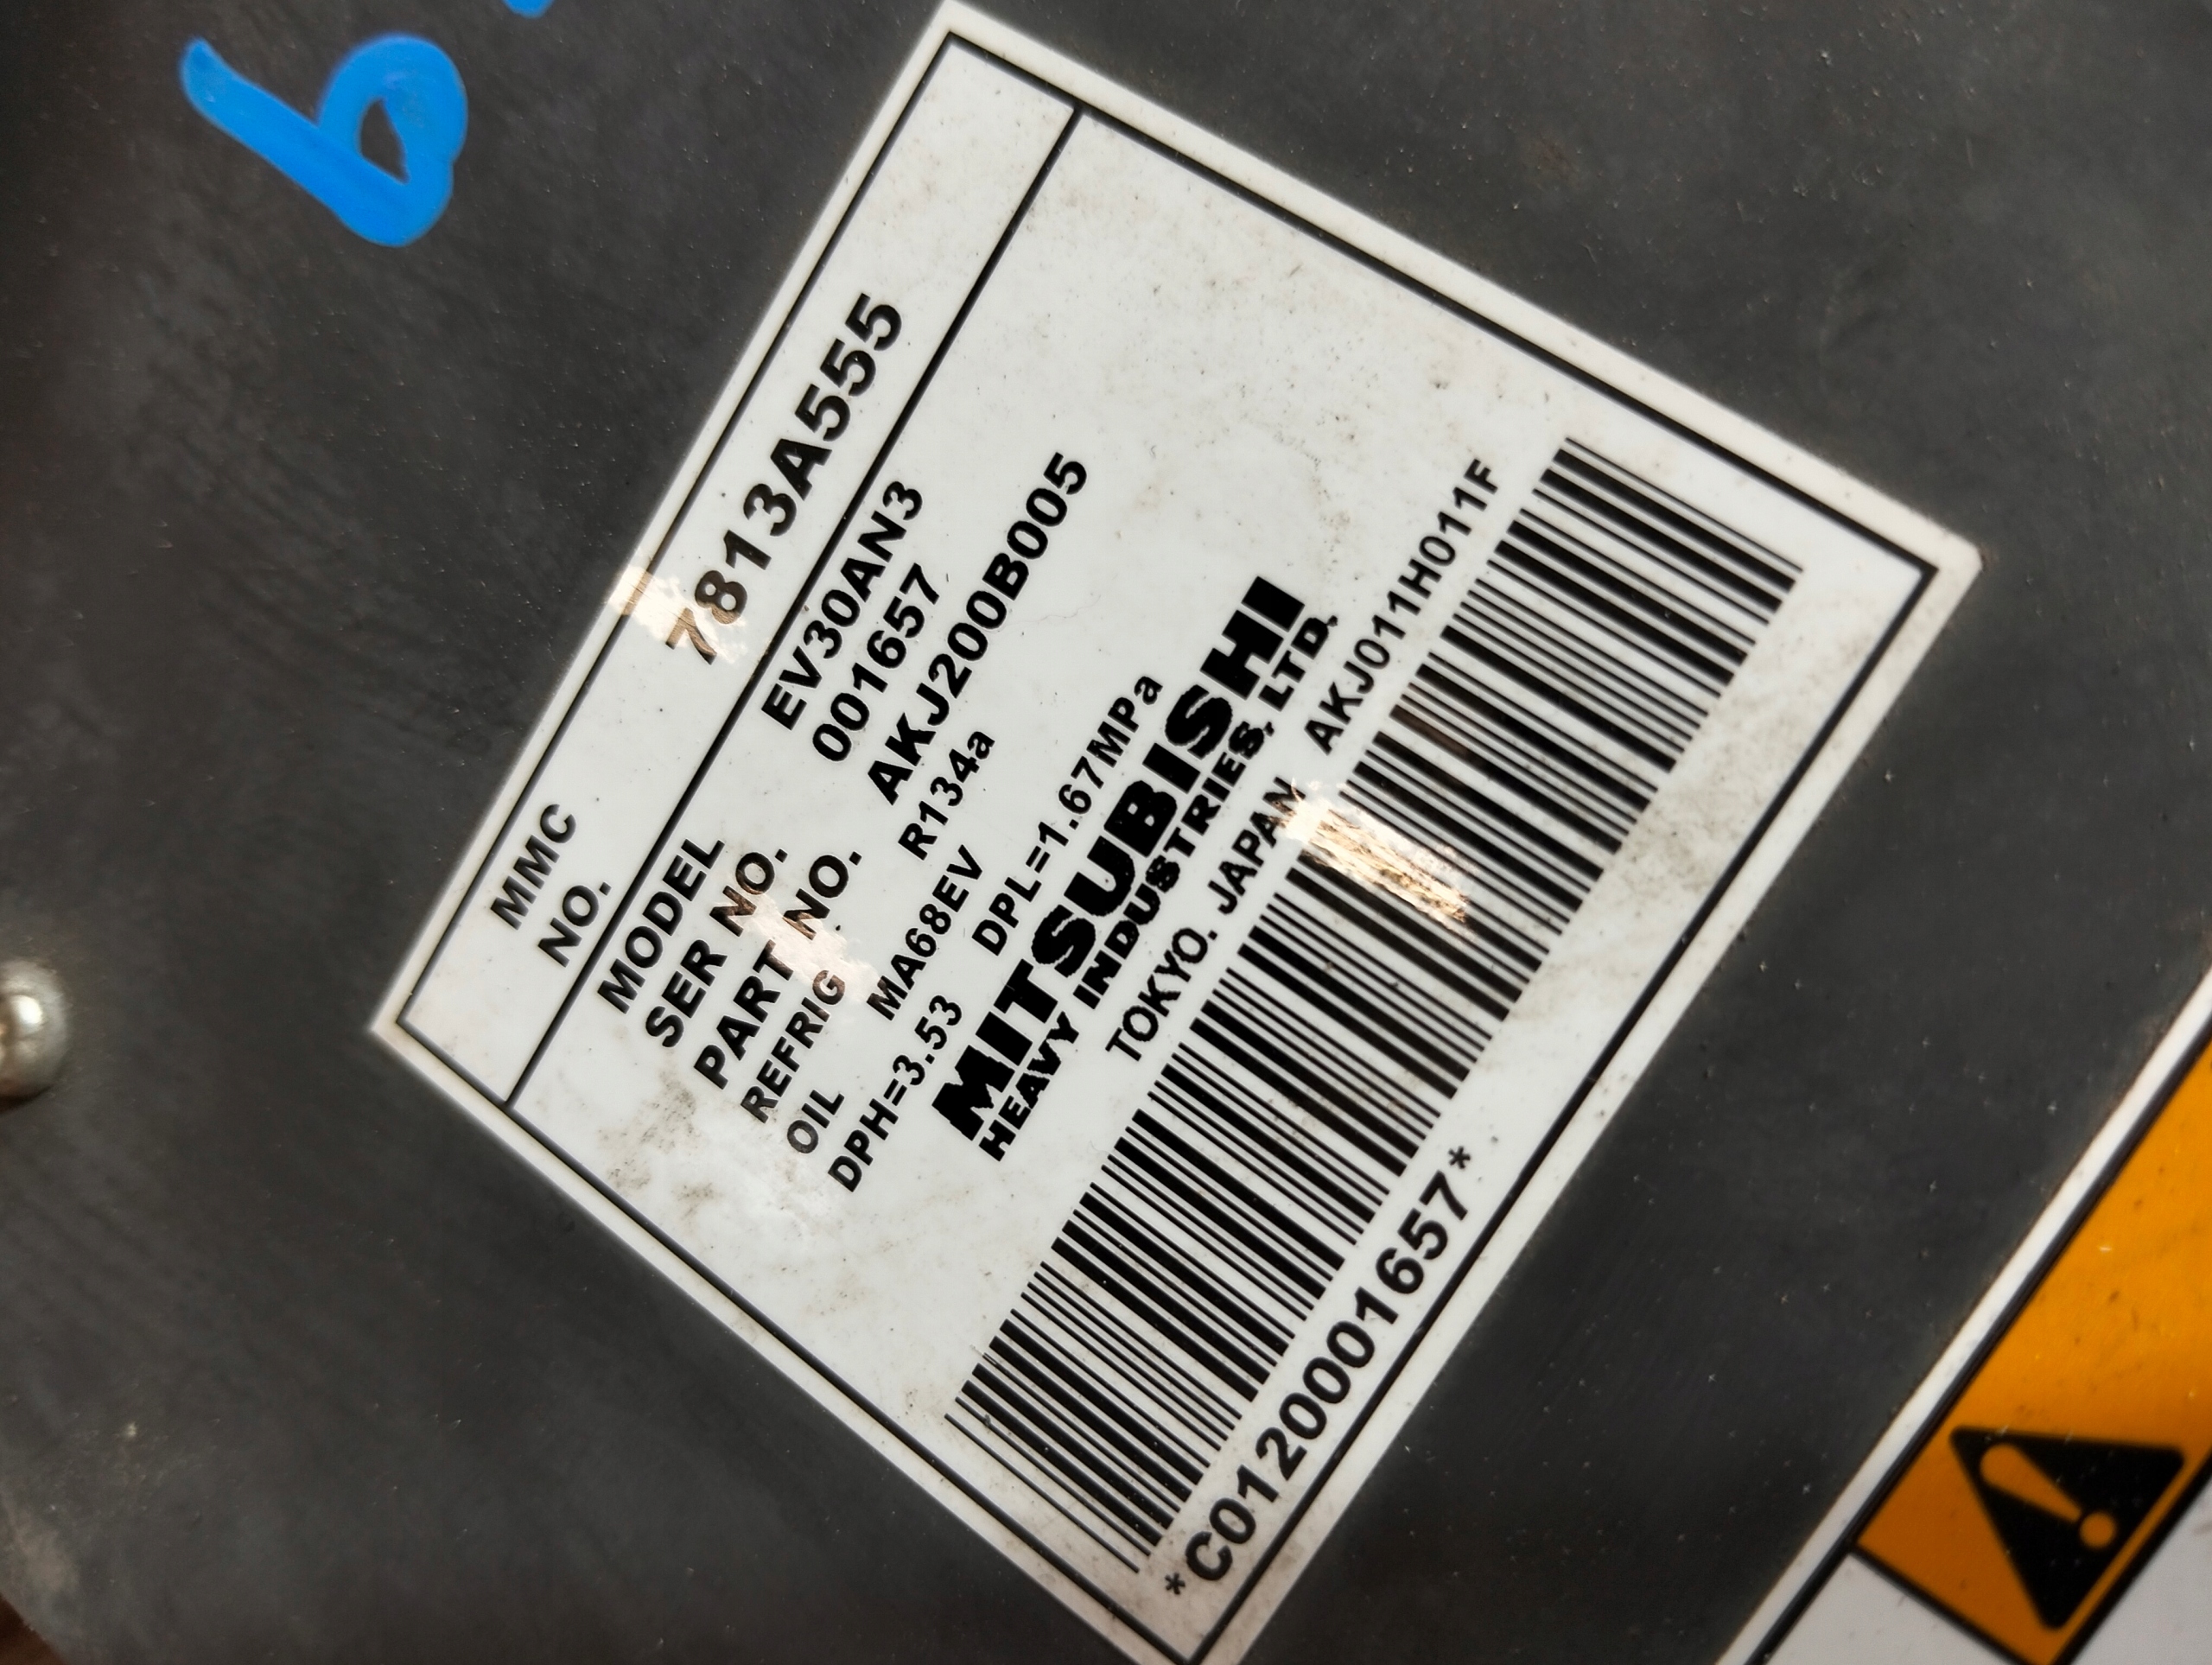 MMC NO. 7813A555
MODEL EV30AN3
SER NO. 001657
PART NO. AKJ200B005
REFRIG R134a
OIL MA68EV
DPH=3.53 DPL=1.67MPa
MITSUBISHI
HEAVY INDUSTRIES, LTD.
TOKYO. JAPAN AKJ011H011F
*C0120001657*